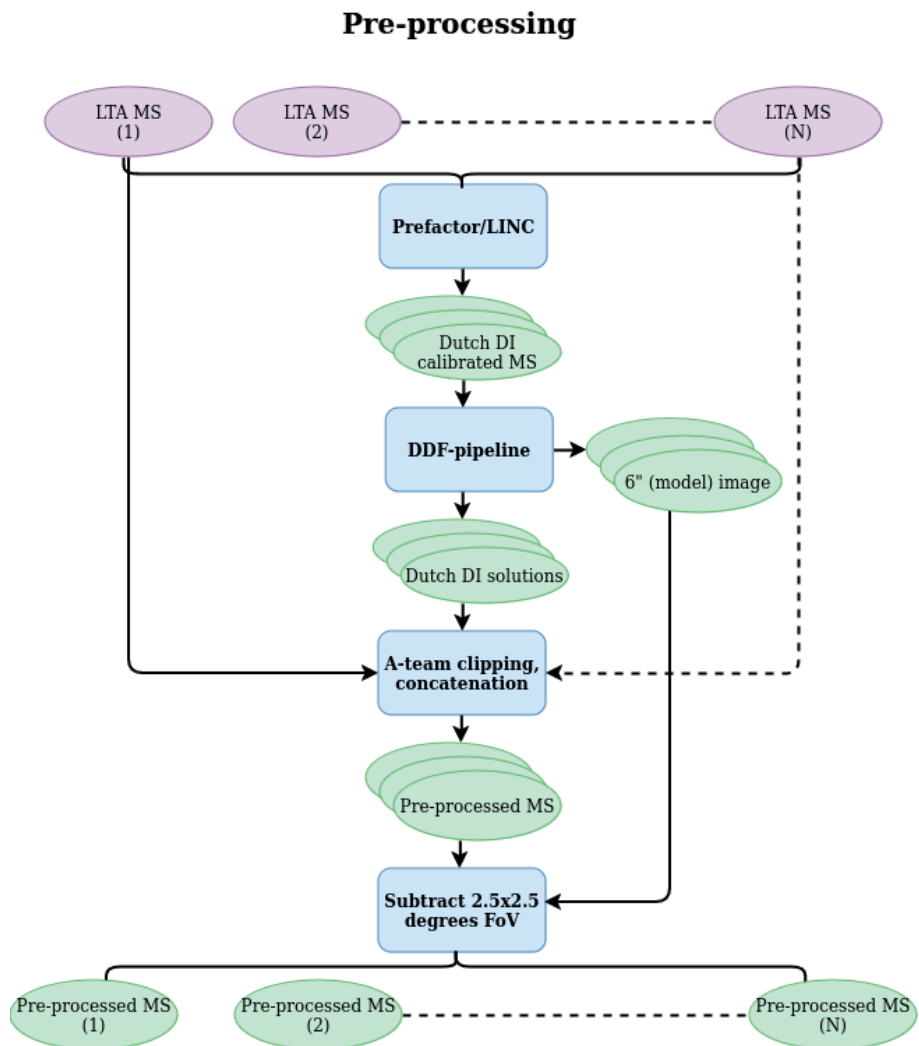 Pre-processing
LTA MS
(1)
LTA MS
(2)
LTA MS
(N)
Prefactor/LINC
Dutch DI
calibrated MS
DDF-pipeline
6" (model) image
Dutch DI solutions
A-team clipping,
concatenation
Pre-processed MS
Subtract 2.5x2.5
degrees FoV
Pre-processed MS
(1)
Pre-processed MS
(2)
Pre-processed MS
(N)